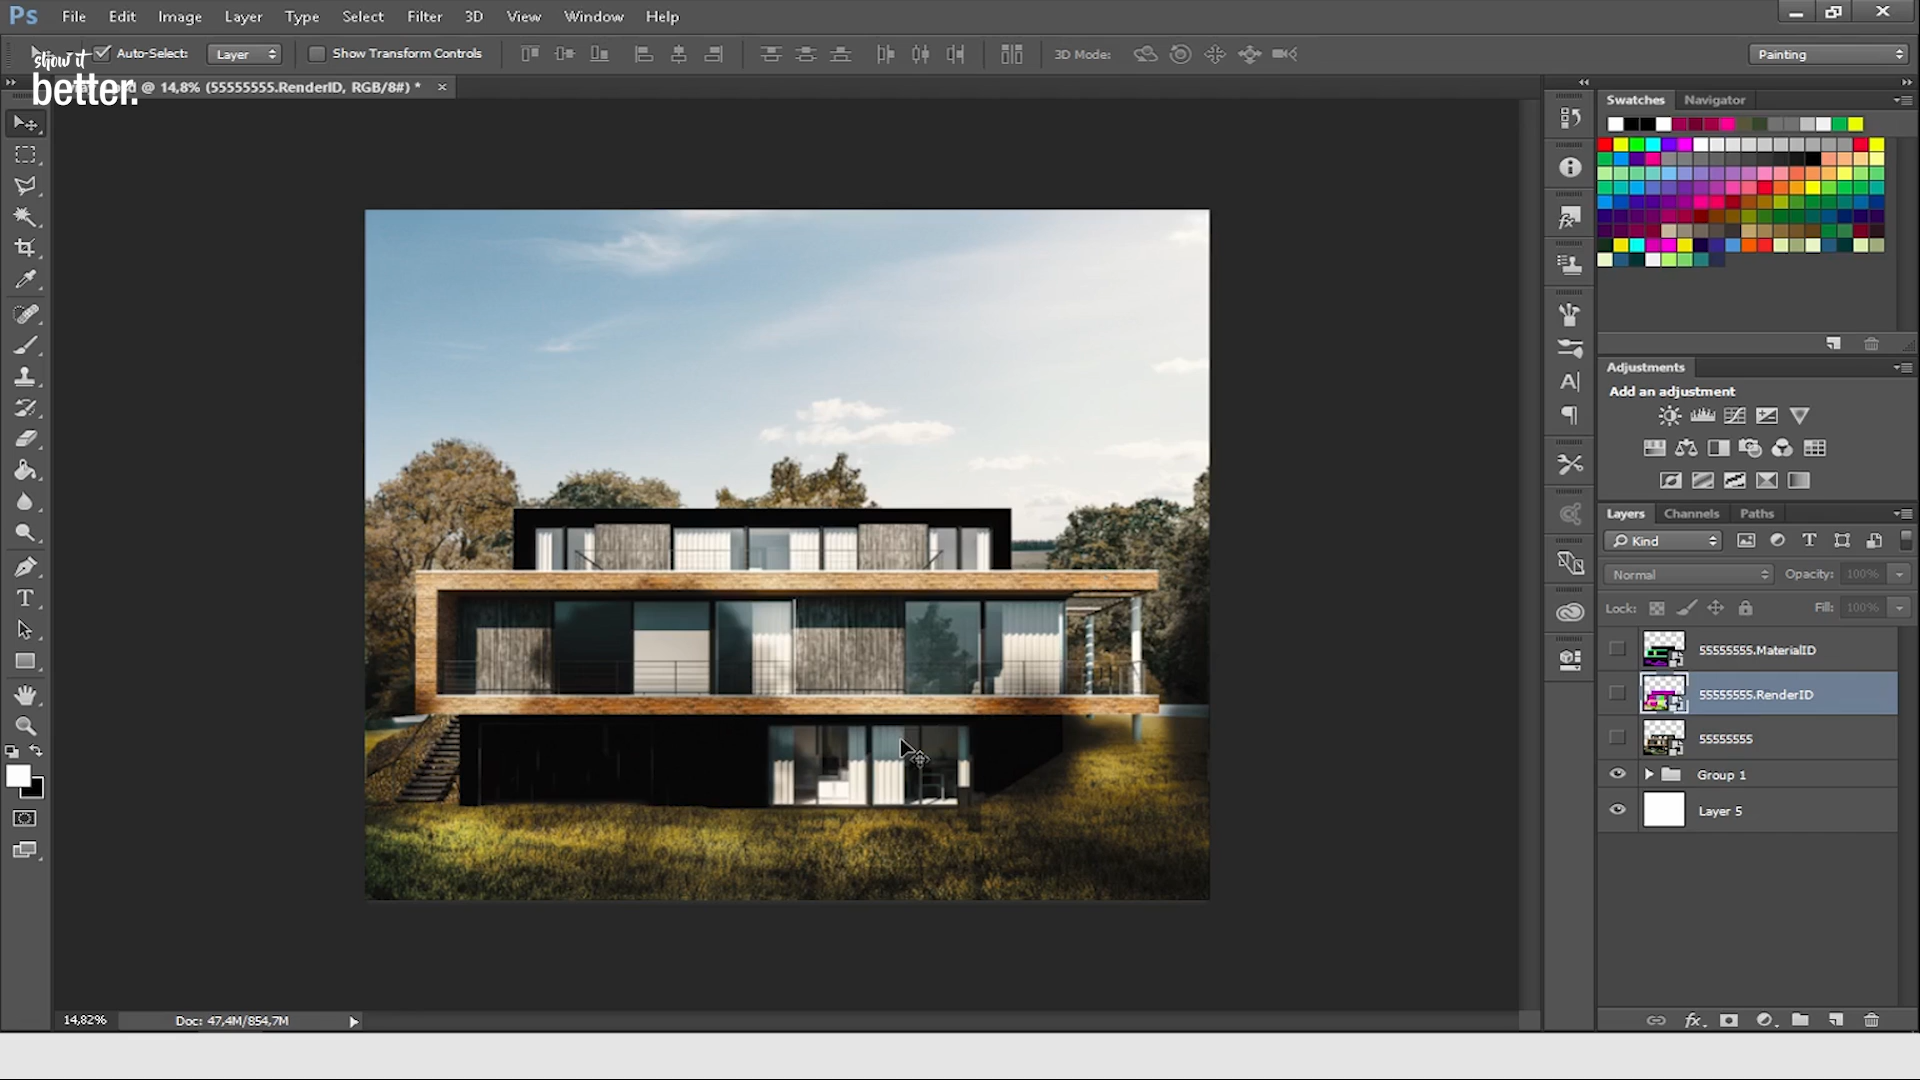 Ps File Edit Image Layer Type Select Filter 3D View Window Help
Auto-Select: Layer Show Transform Controls 3D Mode: Painting
show it
better.
@ 14,8% (55555555.RenderID, RGB/8#) *
Swatches Navigator
Adjustments
Add an adjustment
Layers Channels Paths
Kind
Normal Opacity: 100%
Lock: Fill: 100%
55555555.MaterialID
55555555.RenderID
55555555
Group 1
Layer 5
14,82% Doc: 47,4M/854,7M